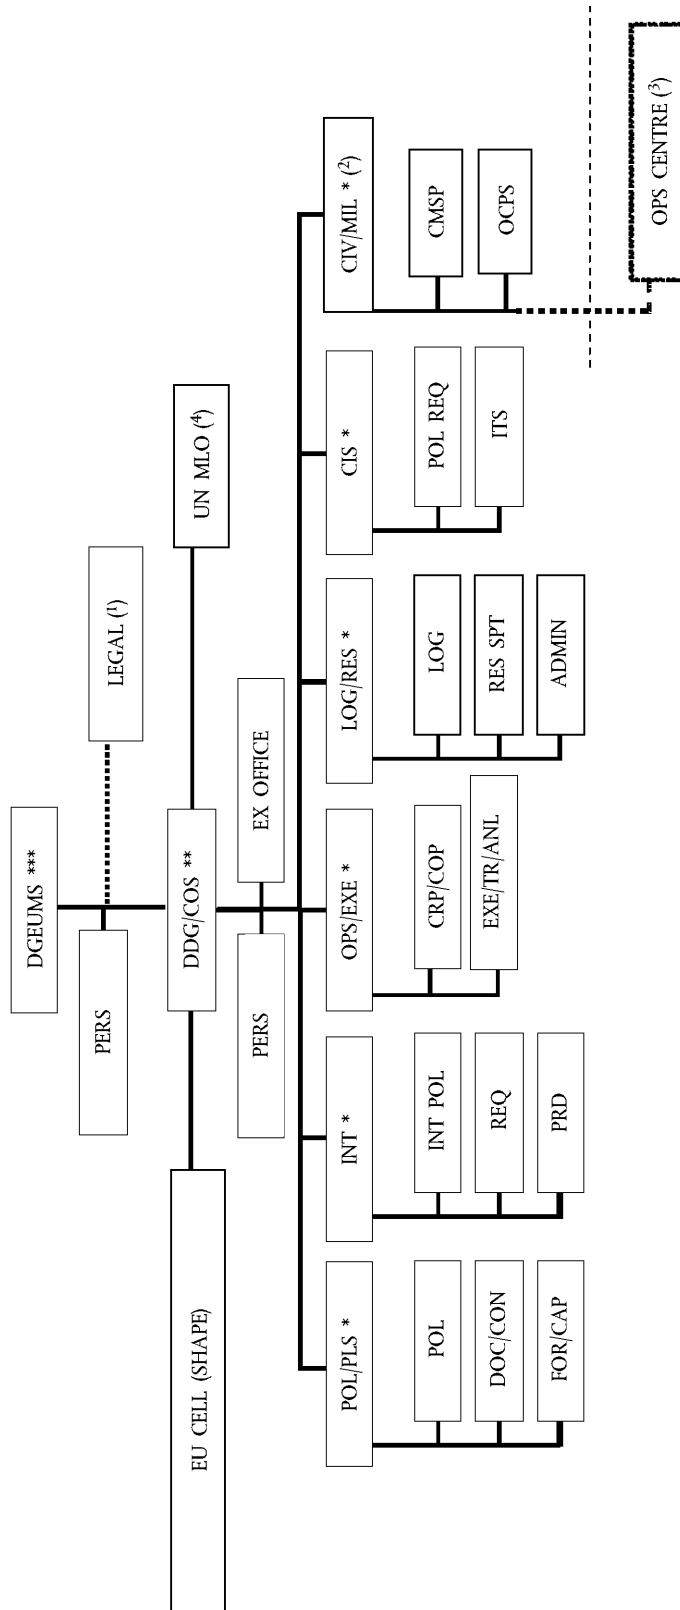 DGEUMS ***
PERS
LEGAL (¹)
EU CELL (SHAPE)
DDG/COS **
UN MLO (⁴)
PERS
EX OFFICE
POL/PLS *
INT *
OPS/EXE *
LOG/RES *
CIS *
CIV/MIL * (²)
POL
DOC/CON
FOR/CAP
INT POL
REQ
PRD
CRP/COP
EXE/TR/ANL
LOG
RES SPT
ADMIN
POL REQ
ITS
CMSP
OCPS
OPS CENTRE (³)